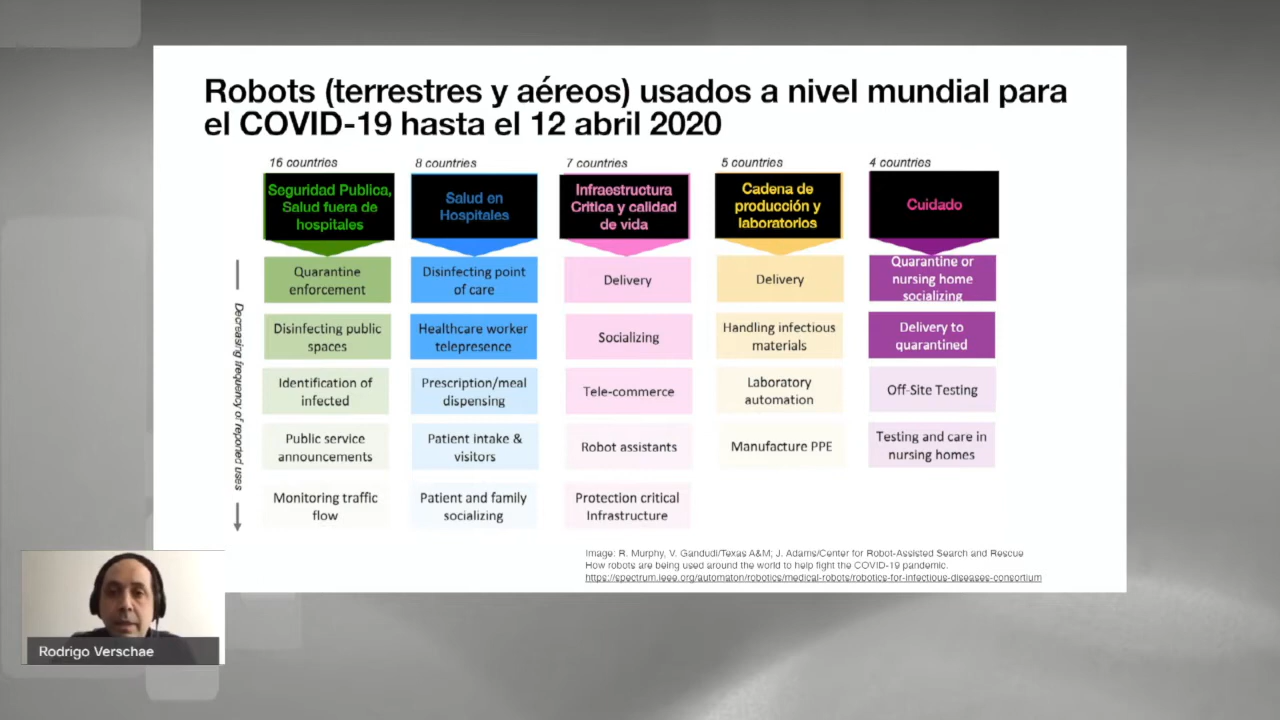 Robots (terrestres y aéreos) usados a nivel mundial para
el COVID-19 hasta el 12 abril 2020
16 countries
Seguridad Publica,
Salud fuera de
hospitales
Quarantine
enforcement
Disinfecting public
spaces
Identification of
infected
Public service
announcements
Monitoring traffic
flow
8 countries
Salud en
Hospitales
Disinfecting point
of care
Healthcare worker
telepresence
Prescription/meal
dispensing
Patient intake &
visitors
Patient and family
socializing
7 countries
Infraestructura
Critica y calidad
de vida
Delivery
Socializing
Tele-commerce
Robot assistants
Protection critical
Infrastructure
5 countries
Cadena de
producción y
laboratorios
Delivery
Handling infectious
materials
Laboratory
automation
Manufacture PPE
4 countries
Cuidado
Quarantine or
nursing home
socializing
Delivery to
quarantined
Off-Site Testing
Testing and care in
nursing homes
Decreasing frequency of reported uses
Image: R. Murphy, V. Gandudi/Texas A&M; J. Adams/Center for Robot-Assisted Search and Rescue
How robots are being used around the world to help fight the COVID-19 pandemic.
https://spectrum.ieee.org/automaton/robotics/medical-robots/robotics-for-infectious-diseases-consortium
Rodrigo Verschae